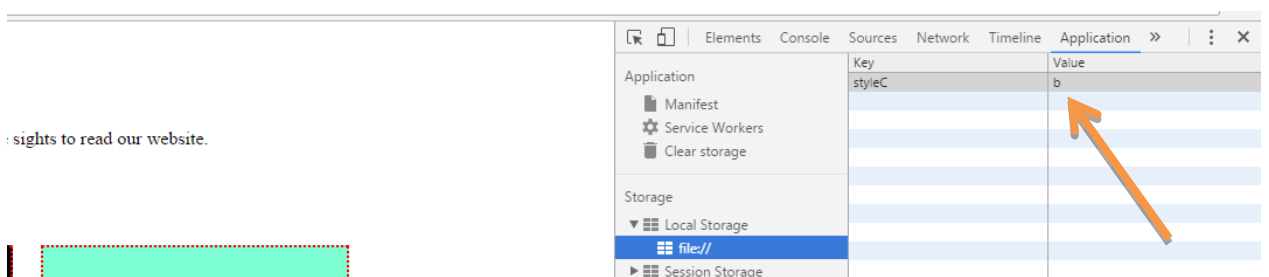 Elements Console Sources Network Timeline Application »
Key Value
styleC b
Application
Manifest
Service Workers
Clear storage
sights to read our website.
Storage
Local Storage
file://
Session Storage